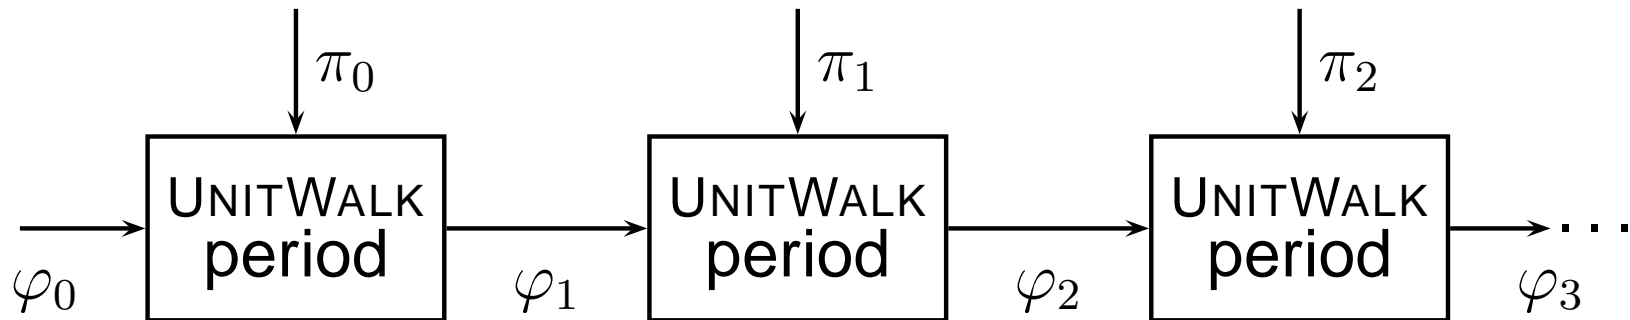 π0 π1 π2
UNITWALK period UNITWALK period UNITWALK period
φ0 φ1 φ2 φ3 . . .